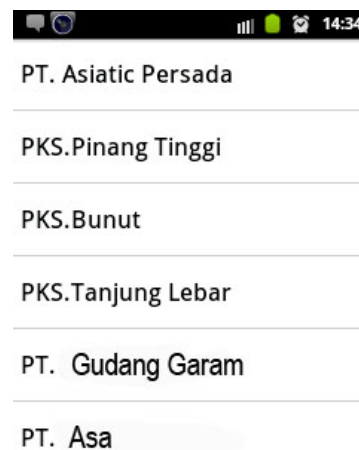 14:34
PT. Asiatic Persada
PKS.Pinang Tinggi
PKS.Bunut
PKS.Tanjung Lebar
PT. Gudang Garam
PT. Asa